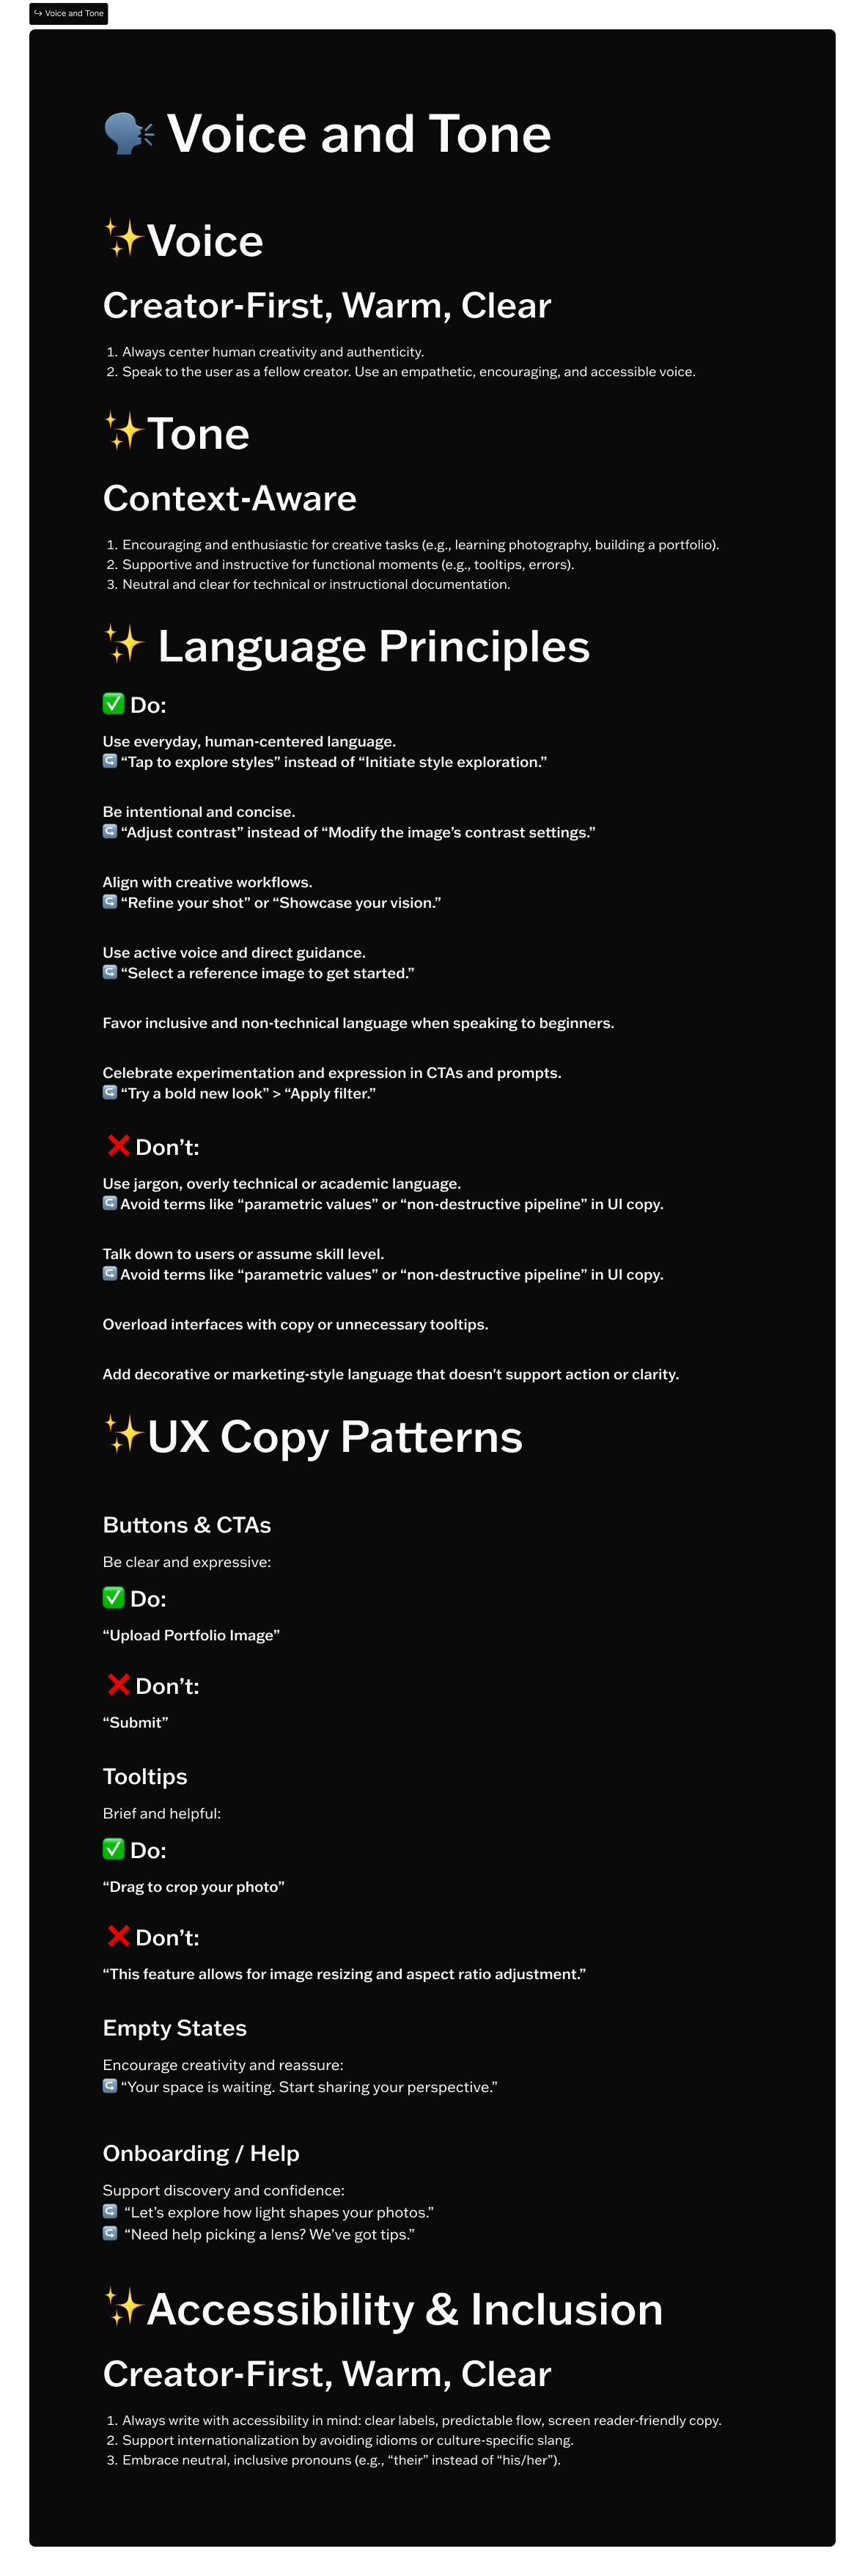 Voice and Tone
Voice and Tone
Voice
Creator-First, Warm, Clear
1. Always center human creativity and authenticity.
2. Speak to the user as a fellow creator. Use an empathetic, encouraging, and accessible voice.
Tone
Context-Aware
1. Encouraging and enthusiastic for creative tasks (e.g., learning photography, building a portfolio).
2. Supportive and instructive for functional moments (e.g., tooltips, errors).
3. Neutral and clear for technical or instructional documentation.
Language Principles
Do:
Use everyday, human-centered language.
“Tap to explore styles” instead of “Initiate style exploration.”
Be intentional and concise.
“Adjust contrast” instead of “Modify the image’s contrast settings.”
Align with creative workflows.
“Refine your shot” or “Showcase your vision.”
Use active voice and direct guidance.
“Select a reference image to get started.”
Favor inclusive and non-technical language when speaking to beginners.
Celebrate experimentation and expression in CTAs and prompts.
“Try a bold new look” > “Apply filter.”
Don’t:
Use jargon, overly technical or academic language.
Avoid terms like “parametric values” or “non-destructive pipeline” in UI copy.
Talk down to users or assume skill level.
Avoid terms like “parametric values” or “non-destructive pipeline” in UI copy.
Overload interfaces with copy or unnecessary tooltips.
Add decorative or marketing-style language that doesn't support action or clarity.
UX Copy Patterns
Buttons & CTAs
Be clear and expressive:
Do:
“Upload Portfolio Image”
Don’t:
“Submit”
Tooltips
Brief and helpful:
Do:
“Drag to crop your photo”
Don’t:
“This feature allows for image resizing and aspect ratio adjustment.”
Empty States
Encourage creativity and reassure:
“Your space is waiting. Start sharing your perspective.”
Onboarding / Help
Support discovery and confidence:
“Let’s explore how light shapes your photos.”
“Need help picking a lens? We’ve got tips.”
Accessibility & Inclusion
Creator-First, Warm, Clear
1. Always write with accessibility in mind: clear labels, predictable flow, screen reader-friendly copy.
2. Support internationalization by avoiding idioms or culture-specific slang.
3. Embrace neutral, inclusive pronouns (e.g., “their” instead of “his/her”).